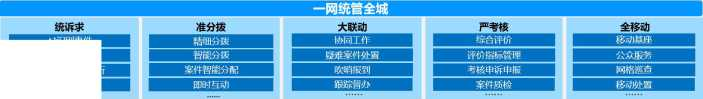 一网统管全城
统诉求
准分拨
精细分拨
智能分拨
案件智能分配
即时互动
......
大联动
协同工作
疑难案件处置
吹哨报到
跟踪督办
......
严考核
综合评价
评价指标管理
考核申诉申报
案件质检
全移动
移动基座
公众服务
网格巡查
移动处置